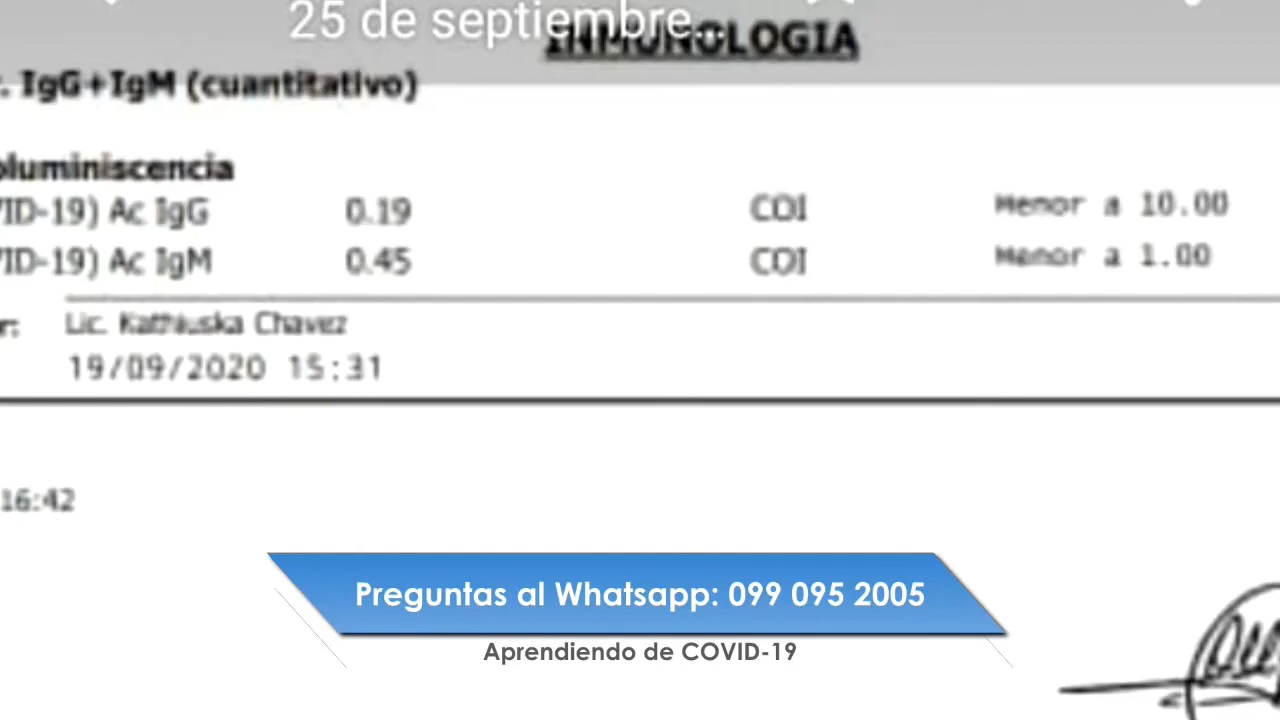 25 de septiembre...
INMUNOLOGIA
. IgG+IgM (cuantitativo)
oluminiscencia
VID-19) Ac IgG 0.19 COI Menor a 10.00
VID-19) Ac IgM 0.45 COI Menor a 1.00
r: Lic. Kathiuska Chavez
19/09/2020 15:31
16:42
Preguntas al Whatsapp: 099 095 2005
Aprendiendo de COVID-19